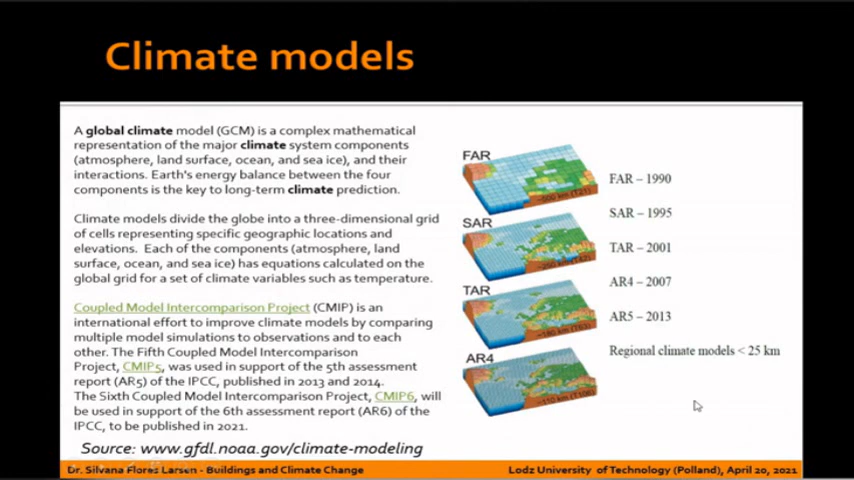 Climate models
A global climate model (GCM) is a complex mathematical
representation of the major climate system components
(atmosphere, land surface, ocean, and sea ice), and their
interactions. Earth's energy balance between the four
components is the key to long-term climate prediction.
Climate models divide the globe into a three-dimensional grid
of cells representing specific geographic locations and
elevations. Each of the components (atmosphere, land
surface, ocean, and sea ice) has equations calculated on the
global grid for a set of climate variables such as temperature.
Coupled Model Intercomparison Project (CMIP) is an
international effort to improve climate models by comparing
multiple model simulations to observations and to each
other. The Fifth Coupled Model Intercomparison
Project, CMIP5, was used in support of the 5th assessment
report (AR5) of the IPCC, published in 2013 and 2014.
The Sixth Coupled Model Intercomparison Project, CMIP6, will
be used in support of the 6th assessment report (AR6) of the
IPCC, to be published in 2021.
Source: www.gfdl.noaa.gov/climate-modeling
FAR
~500 km (T21)
SAR
TAR
~180 km (T63)
AR4
~110 km (T106)
FAR – 1990
SAR – 1995
TAR – 2001
AR4 – 2007
AR5 – 2013
Regional climate models < 25 km
Dr. Silvana Flores Larsen - Buildings and Climate Change
Lodz University of Technology (Polland), April 20, 2021